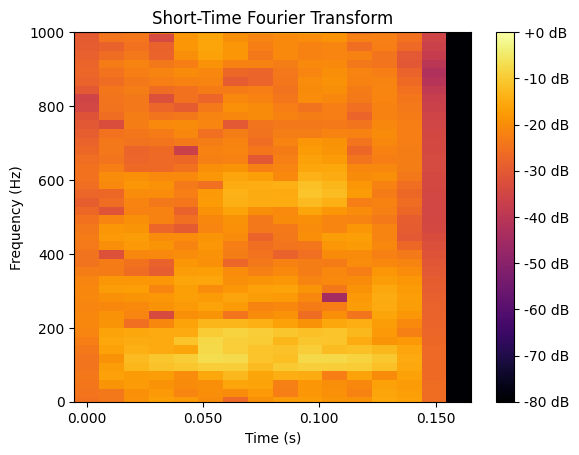 Short-Time Fourier Transform
1000
800
600
400
200
0
Frequency (Hz)
0.000
0.050
0.100
0.150
Time (s)
+0 dB
-10 dB
-20 dB
-30 dB
-40 dB
-50 dB
-60 dB
-70 dB
-80 dB